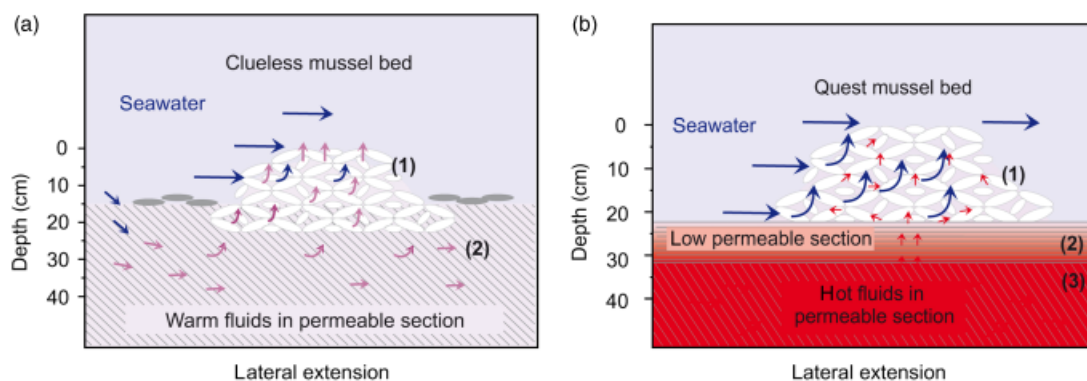 (a)
Clueless mussel bed
Seawater
0
10
20
30
40
Depth (cm)
(1)
(2)
Warm fluids in permeable section
Lateral extension
(b)
Quest mussel bed
Seawater
0
10
20
30
40
Depth (cm)
(1)
Low permeable section
(2)
(3)
Hot fluids in
permeable section
Lateral extension